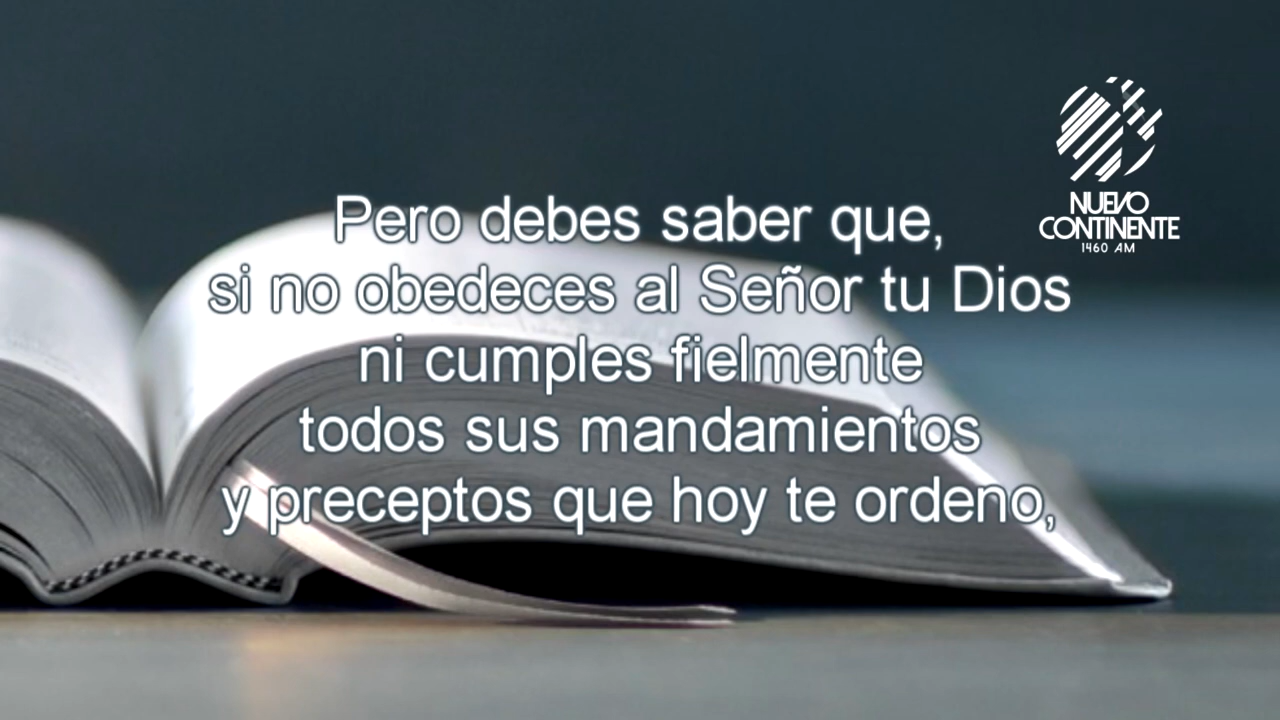 NUEVO
CONTINENTE
1460 AM
Pero debes saber que,
si no obedeces al Señor tu Dios
ni cumples fielmente
todos sus mandamientos
y preceptos que hoy te ordeno,